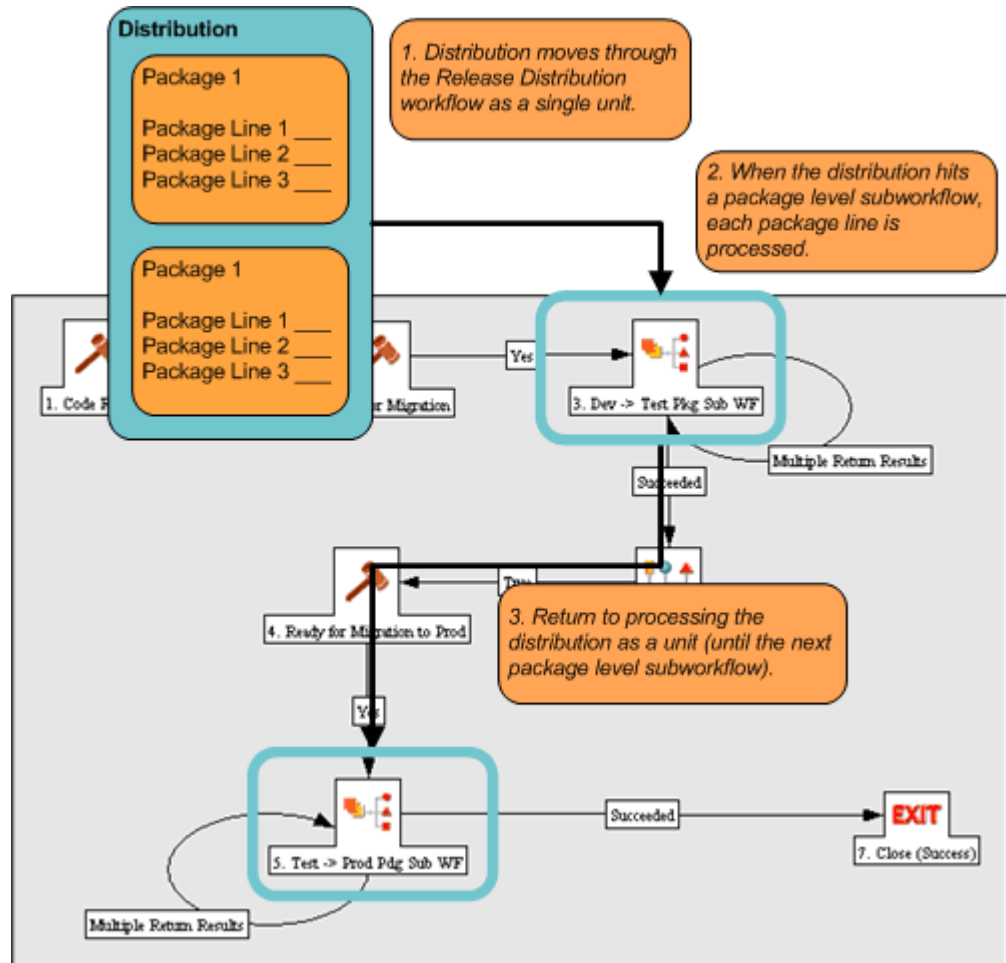 Distribution
Package 1
Package Line 1 ___
Package Line 2 ___
Package Line 3 ___
Package 1
Package Line 1 ___
Package Line 2 ___
Package Line 3 ___
1. Distribution moves through
the Release Distribution
workflow as a single unit.
2. When the distribution hits
a package level subworkflow,
each package line is
processed.
1. Code
Migration
Yes
3. Dev -> Test Pkg Sub WF
Multiple Return Results
Succeeded
4. Ready for Migration to Prod
3. Return to processing the
distribution as a unit (until the next
package level subworkflow).
Yes
5. Test -> Prod Pdg Sub WF
Multiple Return Results
Succeeded
EXIT
7. Close (Success)